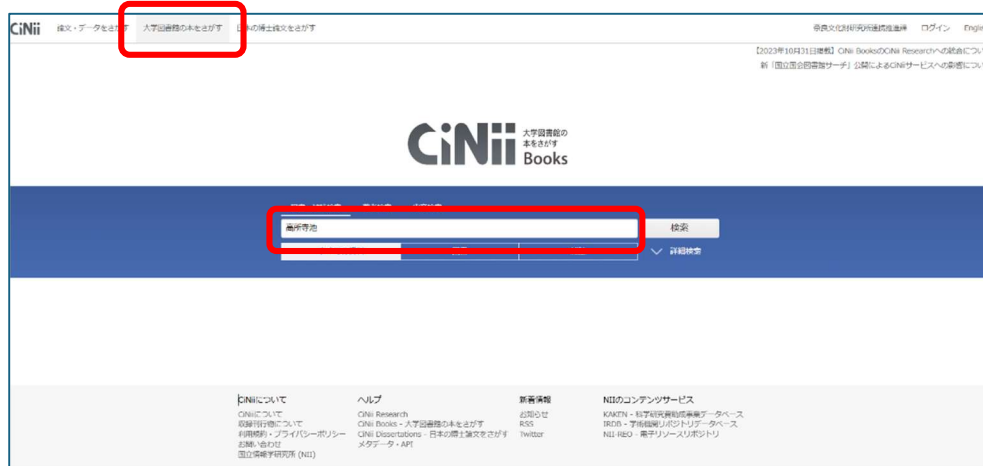 CiNii 論文・データをさがす 大学図書館の本をさがす 日本の博士論文をさがす
奈良文化財研究所連携推進課 ログイン English
【2023年10月31日掲載】CiNii BooksのCiNii Researchへの統合につい
新「国立国会図書館サーチ」公開によるCiNiiサービスへの影響につい
CiNii 大学図書館の
本をさがす
Books
高所寺池
検索
詳細検索
CiNiiについて
CiNiiについて
収録刊行物について
利用規約・プライバシーポリシー
お問い合わせ
国立情報学研究所 (NII)
ヘルプ
CiNii Research
CiNii Books - 大学図書館の本をさがす
CiNii Dissertations - 日本の博士論文をさがす
メタデータ・API
新着情報
お知らせ
RSS
Twitter
NIIのコンテンツサービス
KAKEN - 科学研究費助成事業データベース
IRDB - 学術機関リポジトリデータベース
NII-REO - 電子リソースリポジトリ